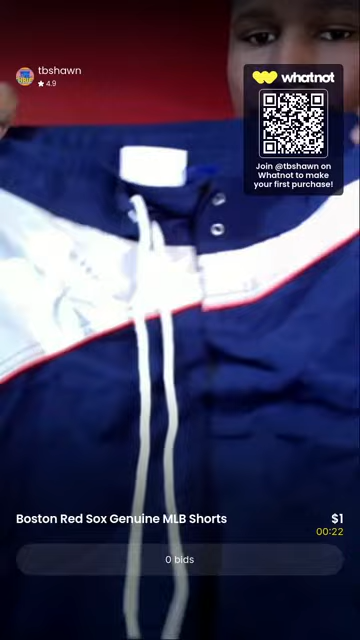 tbshawn
4.9
whatnot
Join @tbshawn on
Whatnot to make
your first purchase!
Boston Red Sox Genuine MLB Shorts
$1
00:22
0 bids